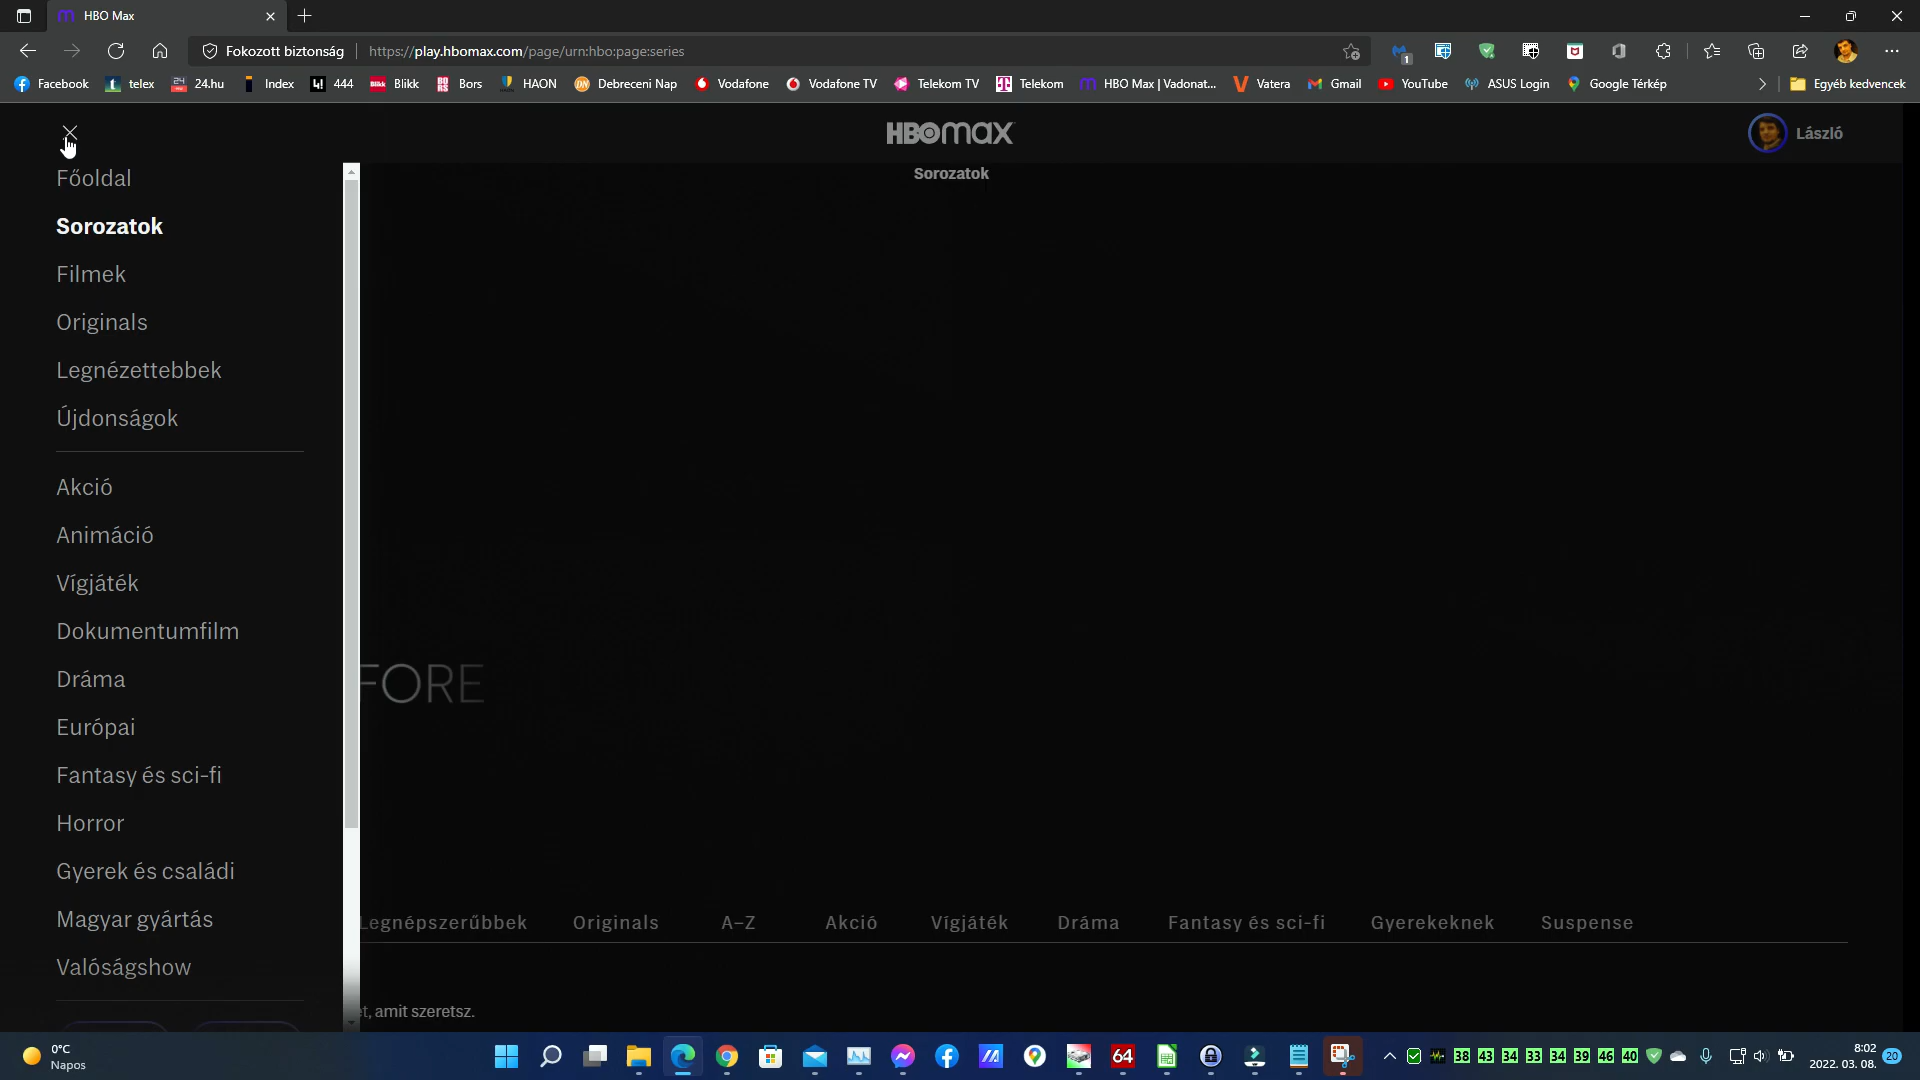 HBO Max
Fokozott biztonság
https://play.hbomax.com/page/urn:hbo:page:series
1
Facebook
telex
24.hu
Index
444
Blikk
Bors
HAON
Debreceni Nap
Vodafone
Vodafone TV
Telekom TV
Telekom
HBO Max | Vadonat...
Vatera
Gmail
YouTube
ASUS Login
Google Térkép
Egyéb kedvencek
HBOMAX
László
Sorozatok
Főoldal
Sorozatok
Filmek
Originals
Legnézettebbek
Újdonságok
Akció
Animáció
Vígjáték
Dokumentumfilm
Dráma
Európai
Fantasy és sci-fi
Horror
Gyerek és családi
Magyar gyártás
Valóságshow
FORE
Legnépszerűbbek
Originals
A–Z
Akció
Vígjáték
Dráma
Fantasy és sci-fi
Gyerekeknek
Suspense
et, amit szeretsz.
0°C
Napos
64
38 43 34 33 34 39 46 40
8:02
2022. 03. 08.
20